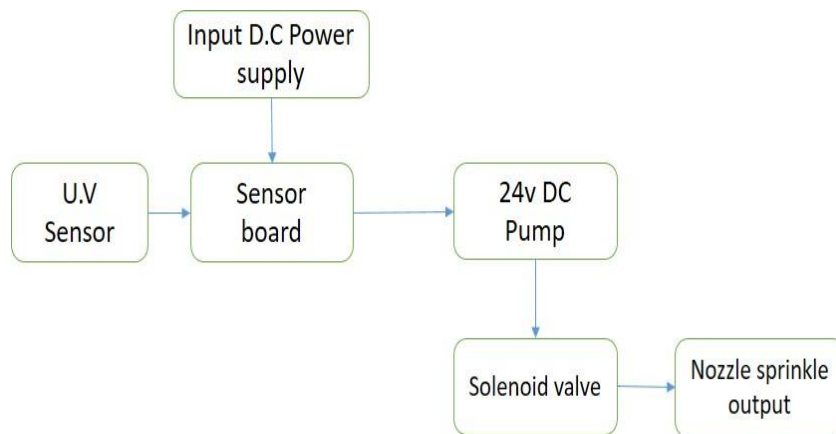 Input D.C Power
supply
U.V
Sensor
Sensor
board
24v DC
Pump
Solenoid valve
Nozzle sprinkle
output